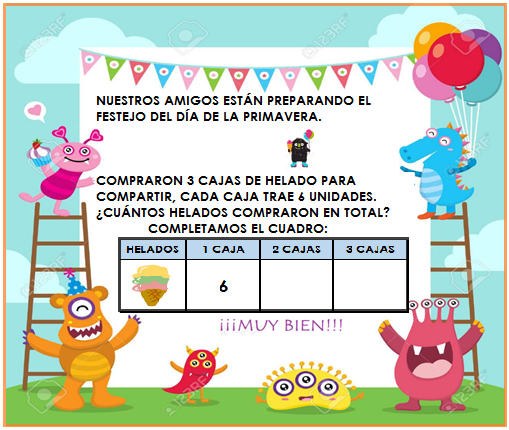 NUESTROS AMIGOS ESTÁN PREPARANDO EL
FESTEJO DEL DÍA DE LA PRIMAVERA.
COMPRARON 3 CAJAS DE HELADO PARA
COMPARTIR, CADA CAJA TRAE 6 UNIDADES.
¿CUÁNTOS HELADOS COMPRARON EN TOTAL?
COMPLETAMOS EL CUADRO:
HELADOS 1 CAJA 2 CAJAS 3 CAJAS
6
¡¡¡MUY BIEN!!!